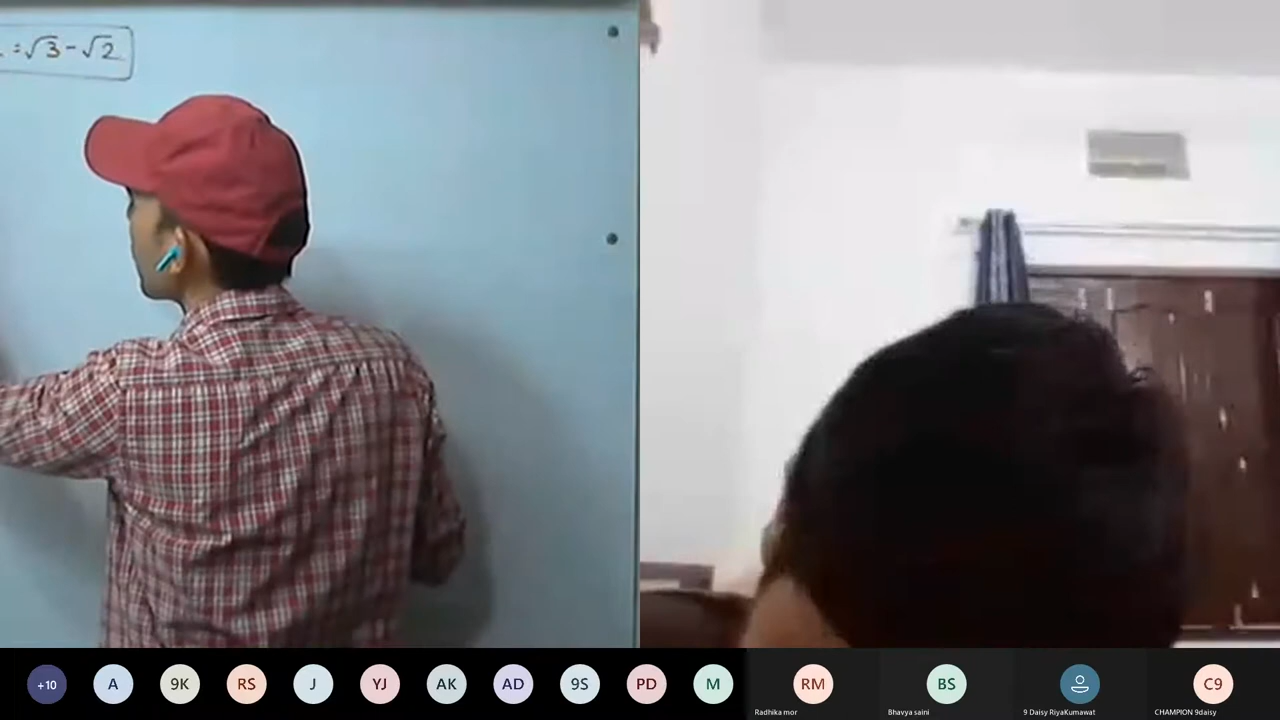 = √3 - √2
+10
A
9K
RS
J
YJ
AK
AD
9S
PD
M
RM
BS
C9
Radhika mor
Bhavya saini
9 Daisy RiyaKumawat
CHAMPION 9daisy